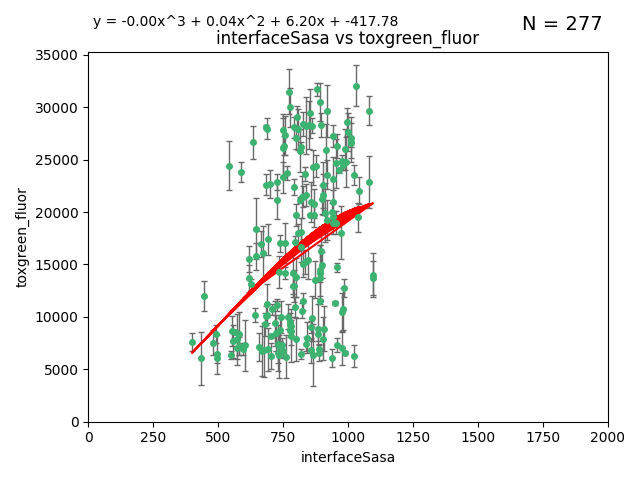 y = -0.00x^3 + 0.04x^2 + 6.20x + -417.78
N = 277
interfaceSasa vs toxgreen_fluor
35000
30000
25000
20000
15000
10000
5000
0
toxgreen_fluor
0 250 500 750 1000 1250 1500 1750 2000
interfaceSasa